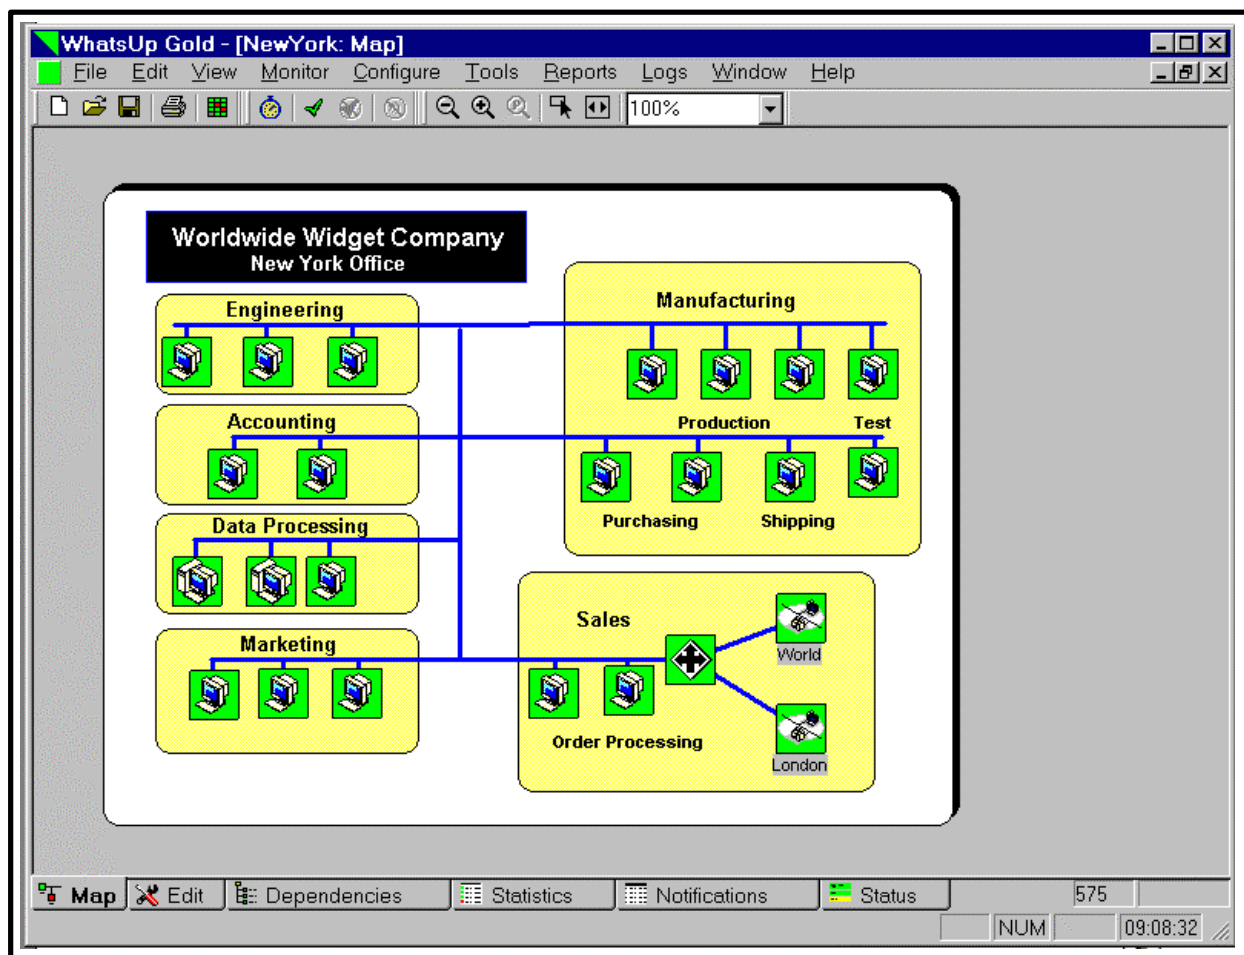 WhatsUp Gold - [NewYork: Map]
File Edit View Monitor Configure Tools Reports Logs Window Help
100%
Worldwide Widget Company
New York Office
Engineering
Manufacturing
Production Test
Accounting
Purchasing Shipping
Data Processing
Sales
World
Marketing
Order Processing
London
Map Edit Dependencies Statistics Notifications Status 575
NUM 09:08:32